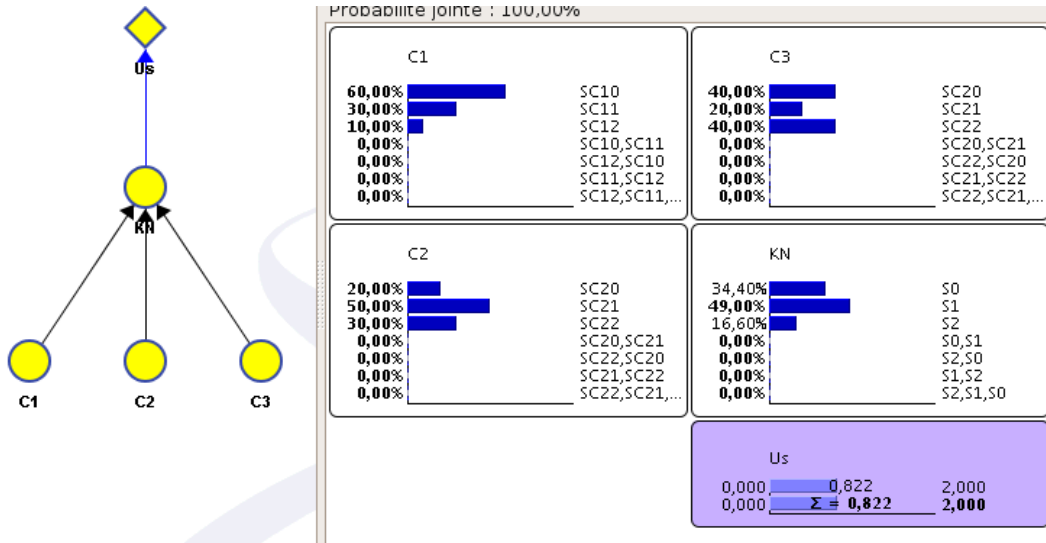 Probabilité jointe : 100,00%
Us
KN
C1 C2 C3
C1
60,00% SC10
30,00% SC11
10,00% SC12
0,00% SC10,SC11
0,00% SC12,SC10
0,00% SC11,SC12
0,00% SC12,SC11,...
C3
40,00% SC20
20,00% SC21
40,00% SC22
0,00% SC20,SC21
0,00% SC22,SC20
0,00% SC21,SC22
0,00% SC22,SC21,...
C2
20,00% SC20
50,00% SC21
30,00% SC22
0,00% SC20,SC21
0,00% SC22,SC20
0,00% SC21,SC22
0,00% SC22,SC21,...
KN
34,40% S0
49,00% S1
16,60% S2
0,00% S0,S1
0,00% S2,S0
0,00% S1,S2
0,00% S2,S1,S0
Us
0,000 0,822 2,000
0,000 Σ = 0,822 2,000